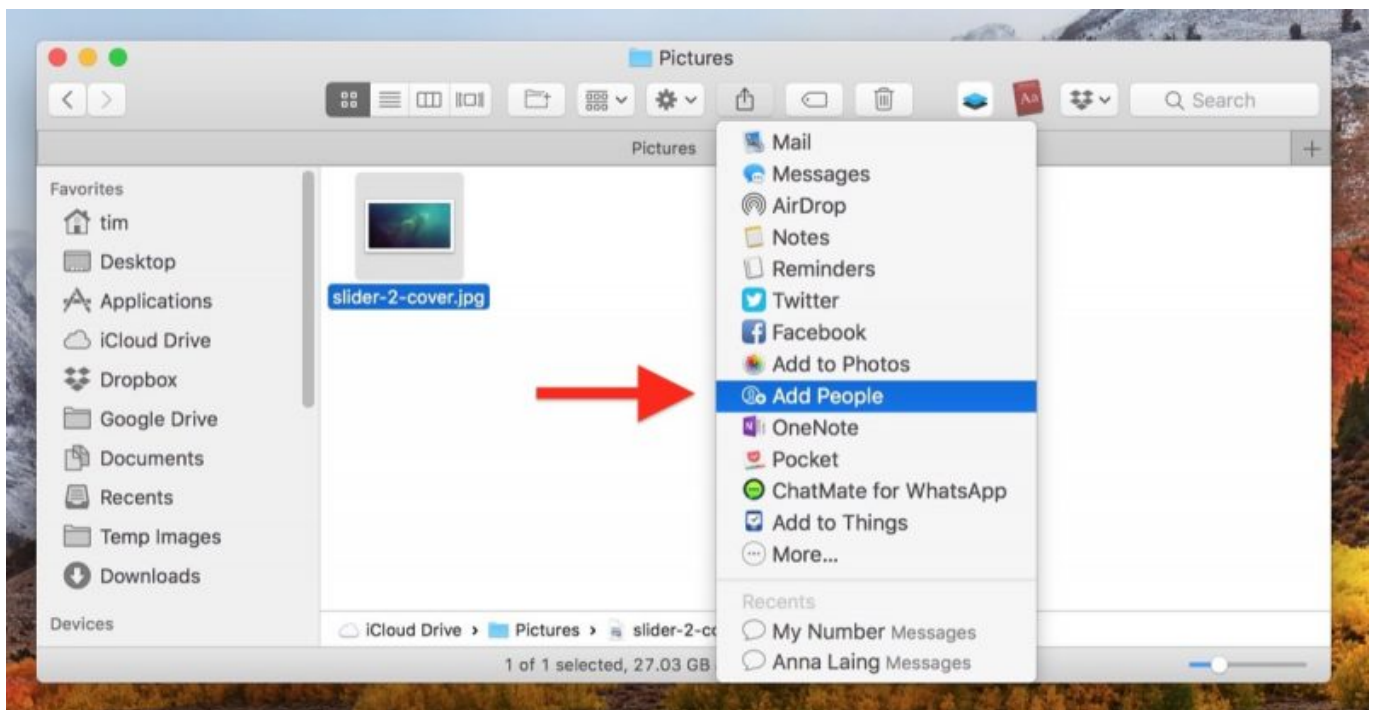 Pictures
Search
Pictures
Favorites
tim
Desktop
Applications
iCloud Drive
Dropbox
Google Drive
Documents
Recents
Temp Images
Downloads
Devices
slider-2-cover.jpg
Mail
Messages
AirDrop
Notes
Reminders
Twitter
Facebook
Add to Photos
Add People
OneNote
Pocket
ChatMate for WhatsApp
Add to Things
More...
Recents
My Number Messages
Anna Laing Messages
iCloud Drive › Pictures › slider-2-co
1 of 1 selected, 27.03 GB